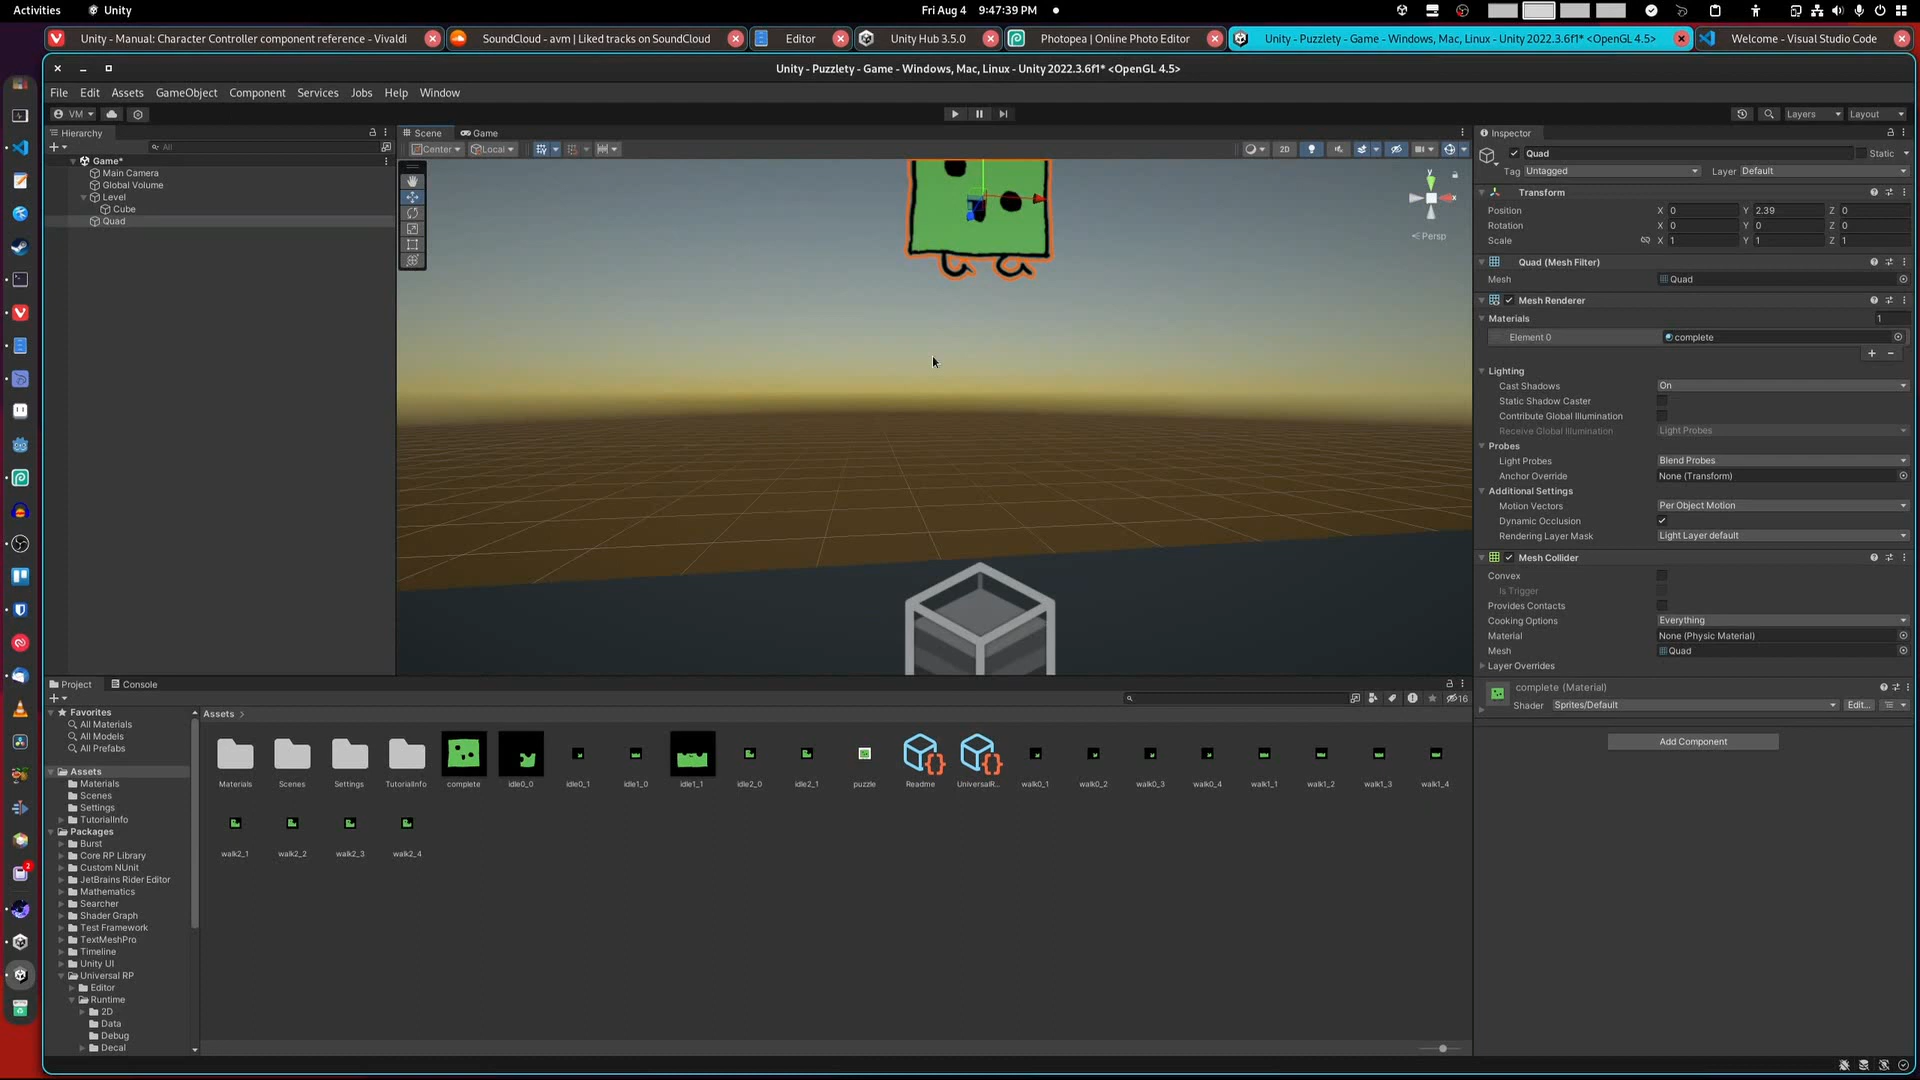 Activities Unity Fri Aug 4 9:47:39 PM
Unity - Manual: Character Controller component reference - Vivaldi SoundCloud - avm | Liked tracks on SoundCloud Editor Unity Hub 3.5.0 Photopea | Online Photo Editor Unity - Puzzlety - Game - Windows, Mac, Linux - Unity 2022.3.6f1* <OpenGL 4.5> Welcome - Visual Studio Code
Unity - Puzzlety - Game - Windows, Mac, Linux - Unity 2022.3.6f1* <OpenGL 4.5>
File Edit Assets GameObject Component Services Jobs Help Window
VM Layers Layout
Hierarchy
All
Game*
Main Camera
Global Volume
Level
Cube
Quad
Scene Game
Center Local 2D
y
x
Persp
Inspector
Quad Static
Tag Untagged Layer Default
Transform
Position X 0 Y 2.39 Z 0
Rotation X 0 Y 0 Z 0
Scale X 1 Y 1 Z 1
Quad (Mesh Filter)
Mesh Quad
Mesh Renderer
Materials 1
Element 0 complete
Lighting
Cast Shadows On
Static Shadow Caster
Contribute Global Illumination
Receive Global Illumination Light Probes
Probes
Light Probes Blend Probes
Anchor Override None (Transform)
Additional Settings
Motion Vectors Per Object Motion
Dynamic Occlusion
Rendering Layer Mask Light Layer default
Mesh Collider
Convex
Is Trigger
Provides Contacts
Cooking Options Everything
Material None (Physic Material)
Mesh Quad
Layer Overrides
complete (Material)
Shader Sprites/Default Edit...
Add Component
Project Console
16
Favorites
All Materials
All Models
All Prefabs
Assets
Materials
Scenes
Settings
TutorialInfo
Packages
Burst
Core RP Library
Custom NUnit
JetBrains Rider Editor
Mathematics
Searcher
Shader Graph
Test Framework
TextMeshPro
Timeline
Unity UI
Universal RP
Editor
Runtime
2D
Data
Debug
Decal
Assets
Materials Scenes Settings TutorialInfo complete idle0_0 idle0_1 idle1_0 idle1_1 idle2_0 idle2_1 puzzle Readme UniversalR... walk0_1 walk0_2 walk0_3 walk0_4 walk1_1 walk1_2 walk1_3 walk1_4
walk2_1 walk2_2 walk2_3 walk2_4
2